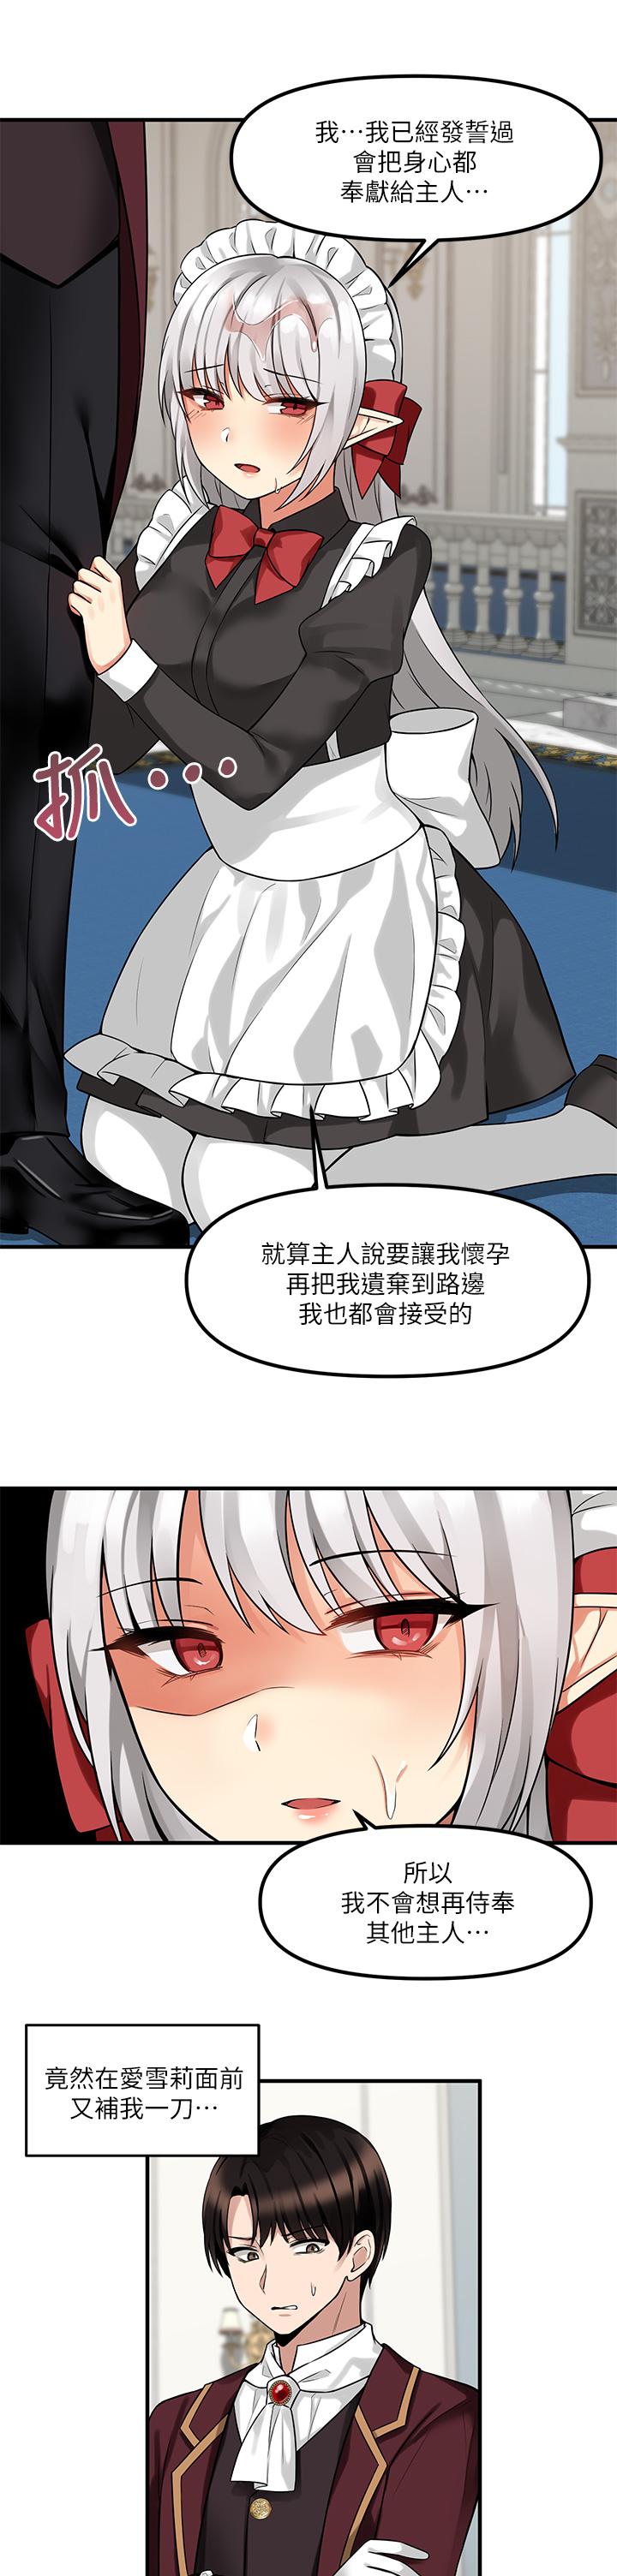 我…我已經發誓過
會把身心都
奉獻給主人…
抓…
就算主人說要讓我懷孕
再把我遺棄到路邊
我也都會接受的
所以
我不會想再侍奉
其他主人…
竟然在愛雪莉面前
又補我一刀…